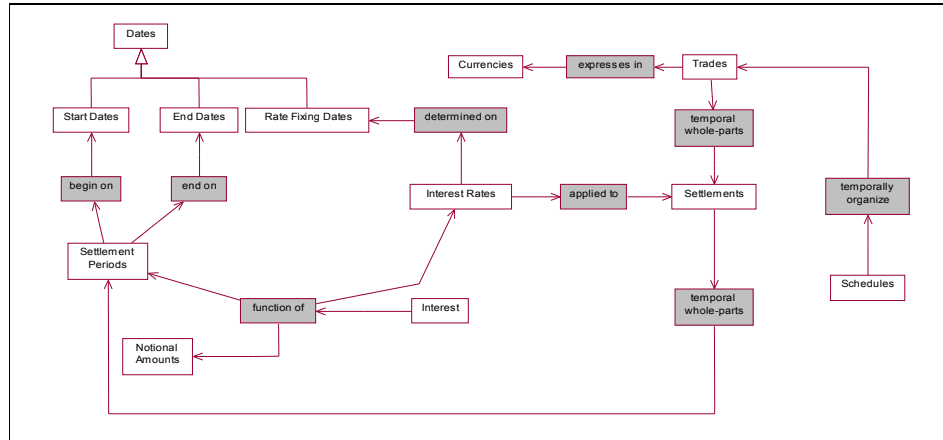 Dates
Currencies
expresses in
Trades
Start Dates
End Dates
Rate Fixing Dates
determined on
temporal
whole-parts
begin on
end on
Interest Rates
applied to
Settlements
temporally
organize
Settlement
Periods
Schedules
function of
Interest
temporal
whole-parts
Notional
Amounts